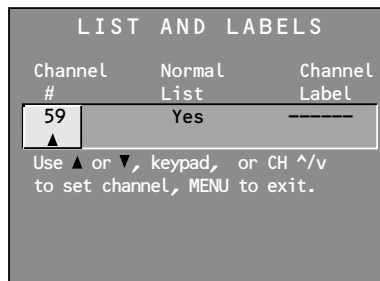 LIST AND LABELS
Channel Normal Channel
# List Label
59 Yes ------
▲
Use ▲ or ▼, keypad, or CH ^/v
to set channel, MENU to exit.